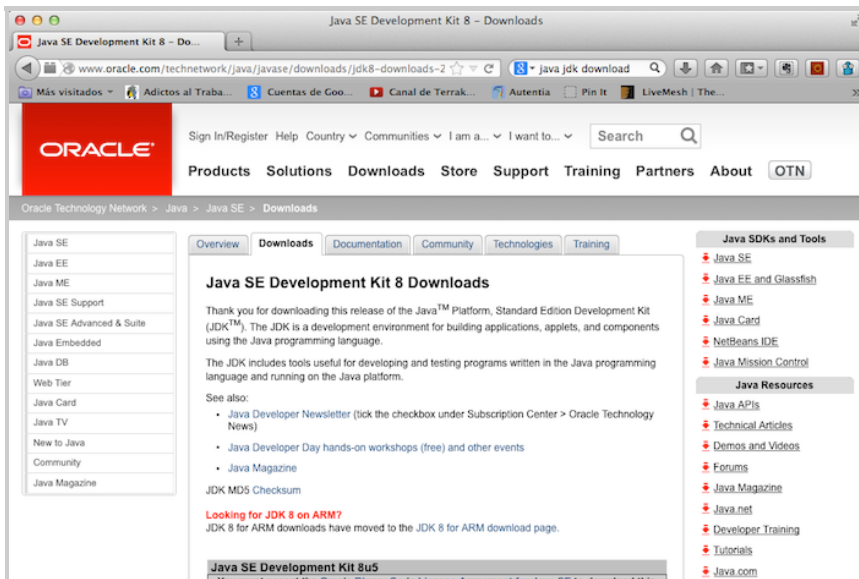 Java SE Development Kit 8 – Downloads
Java SE Development Kit 8 – Do...
www.oracle.com/technetwork/java/javase/downloads/jdk8-downloads-2
java jdk download
Más visitados
Adictos al Traba...
Cuentas de Goo...
Canal de Terrak...
Autentia
Pin It
LiveMesh | The...
ORACLE
Sign In/Register Help Country Communities I am a... I want to... Search
Products Solutions Downloads Store Support Training Partners About OTN
Oracle Technology Network > Java > Java SE > Downloads
Java SE
Java EE
Java ME
Java SE Support
Java SE Advanced & Suite
Java Embedded
Java DB
Web Tier
Java Card
Java TV
New to Java
Community
Java Magazine
Overview Downloads Documentation Community Technologies Training
Java SE Development Kit 8 Downloads
Thank you for downloading this release of the Java™ Platform, Standard Edition Development Kit
(JDK™). The JDK is a development environment for building applications, applets, and components
using the Java programming language.
The JDK includes tools useful for developing and testing programs written in the Java programming
language and running on the Java platform.
See also:
• Java Developer Newsletter (tick the checkbox under Subscription Center > Oracle Technology
News)
• Java Developer Day hands-on workshops (free) and other events
• Java Magazine
JDK MD5 Checksum
Looking for JDK 8 on ARM?
JDK 8 for ARM downloads have moved to the JDK 8 for ARM download page.
Java SE Development Kit 8u5
Java SDKs and Tools
Java SE
Java EE and Glassfish
Java ME
Java Card
NetBeans IDE
Java Mission Control
Java Resources
Java APIs
Technical Articles
Demos and Videos
Forums
Java Magazine
Java.net
Developer Training
Tutorials
Java.com